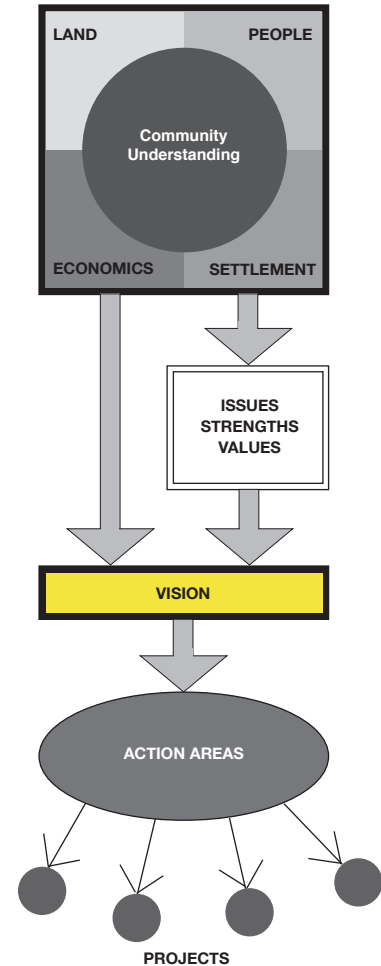 LAND
PEOPLE
Community
Understanding
ECONOMICS
SETTLEMENT
ISSUES
STRENGTHS
VALUES
VISION
ACTION AREAS
PROJECTS